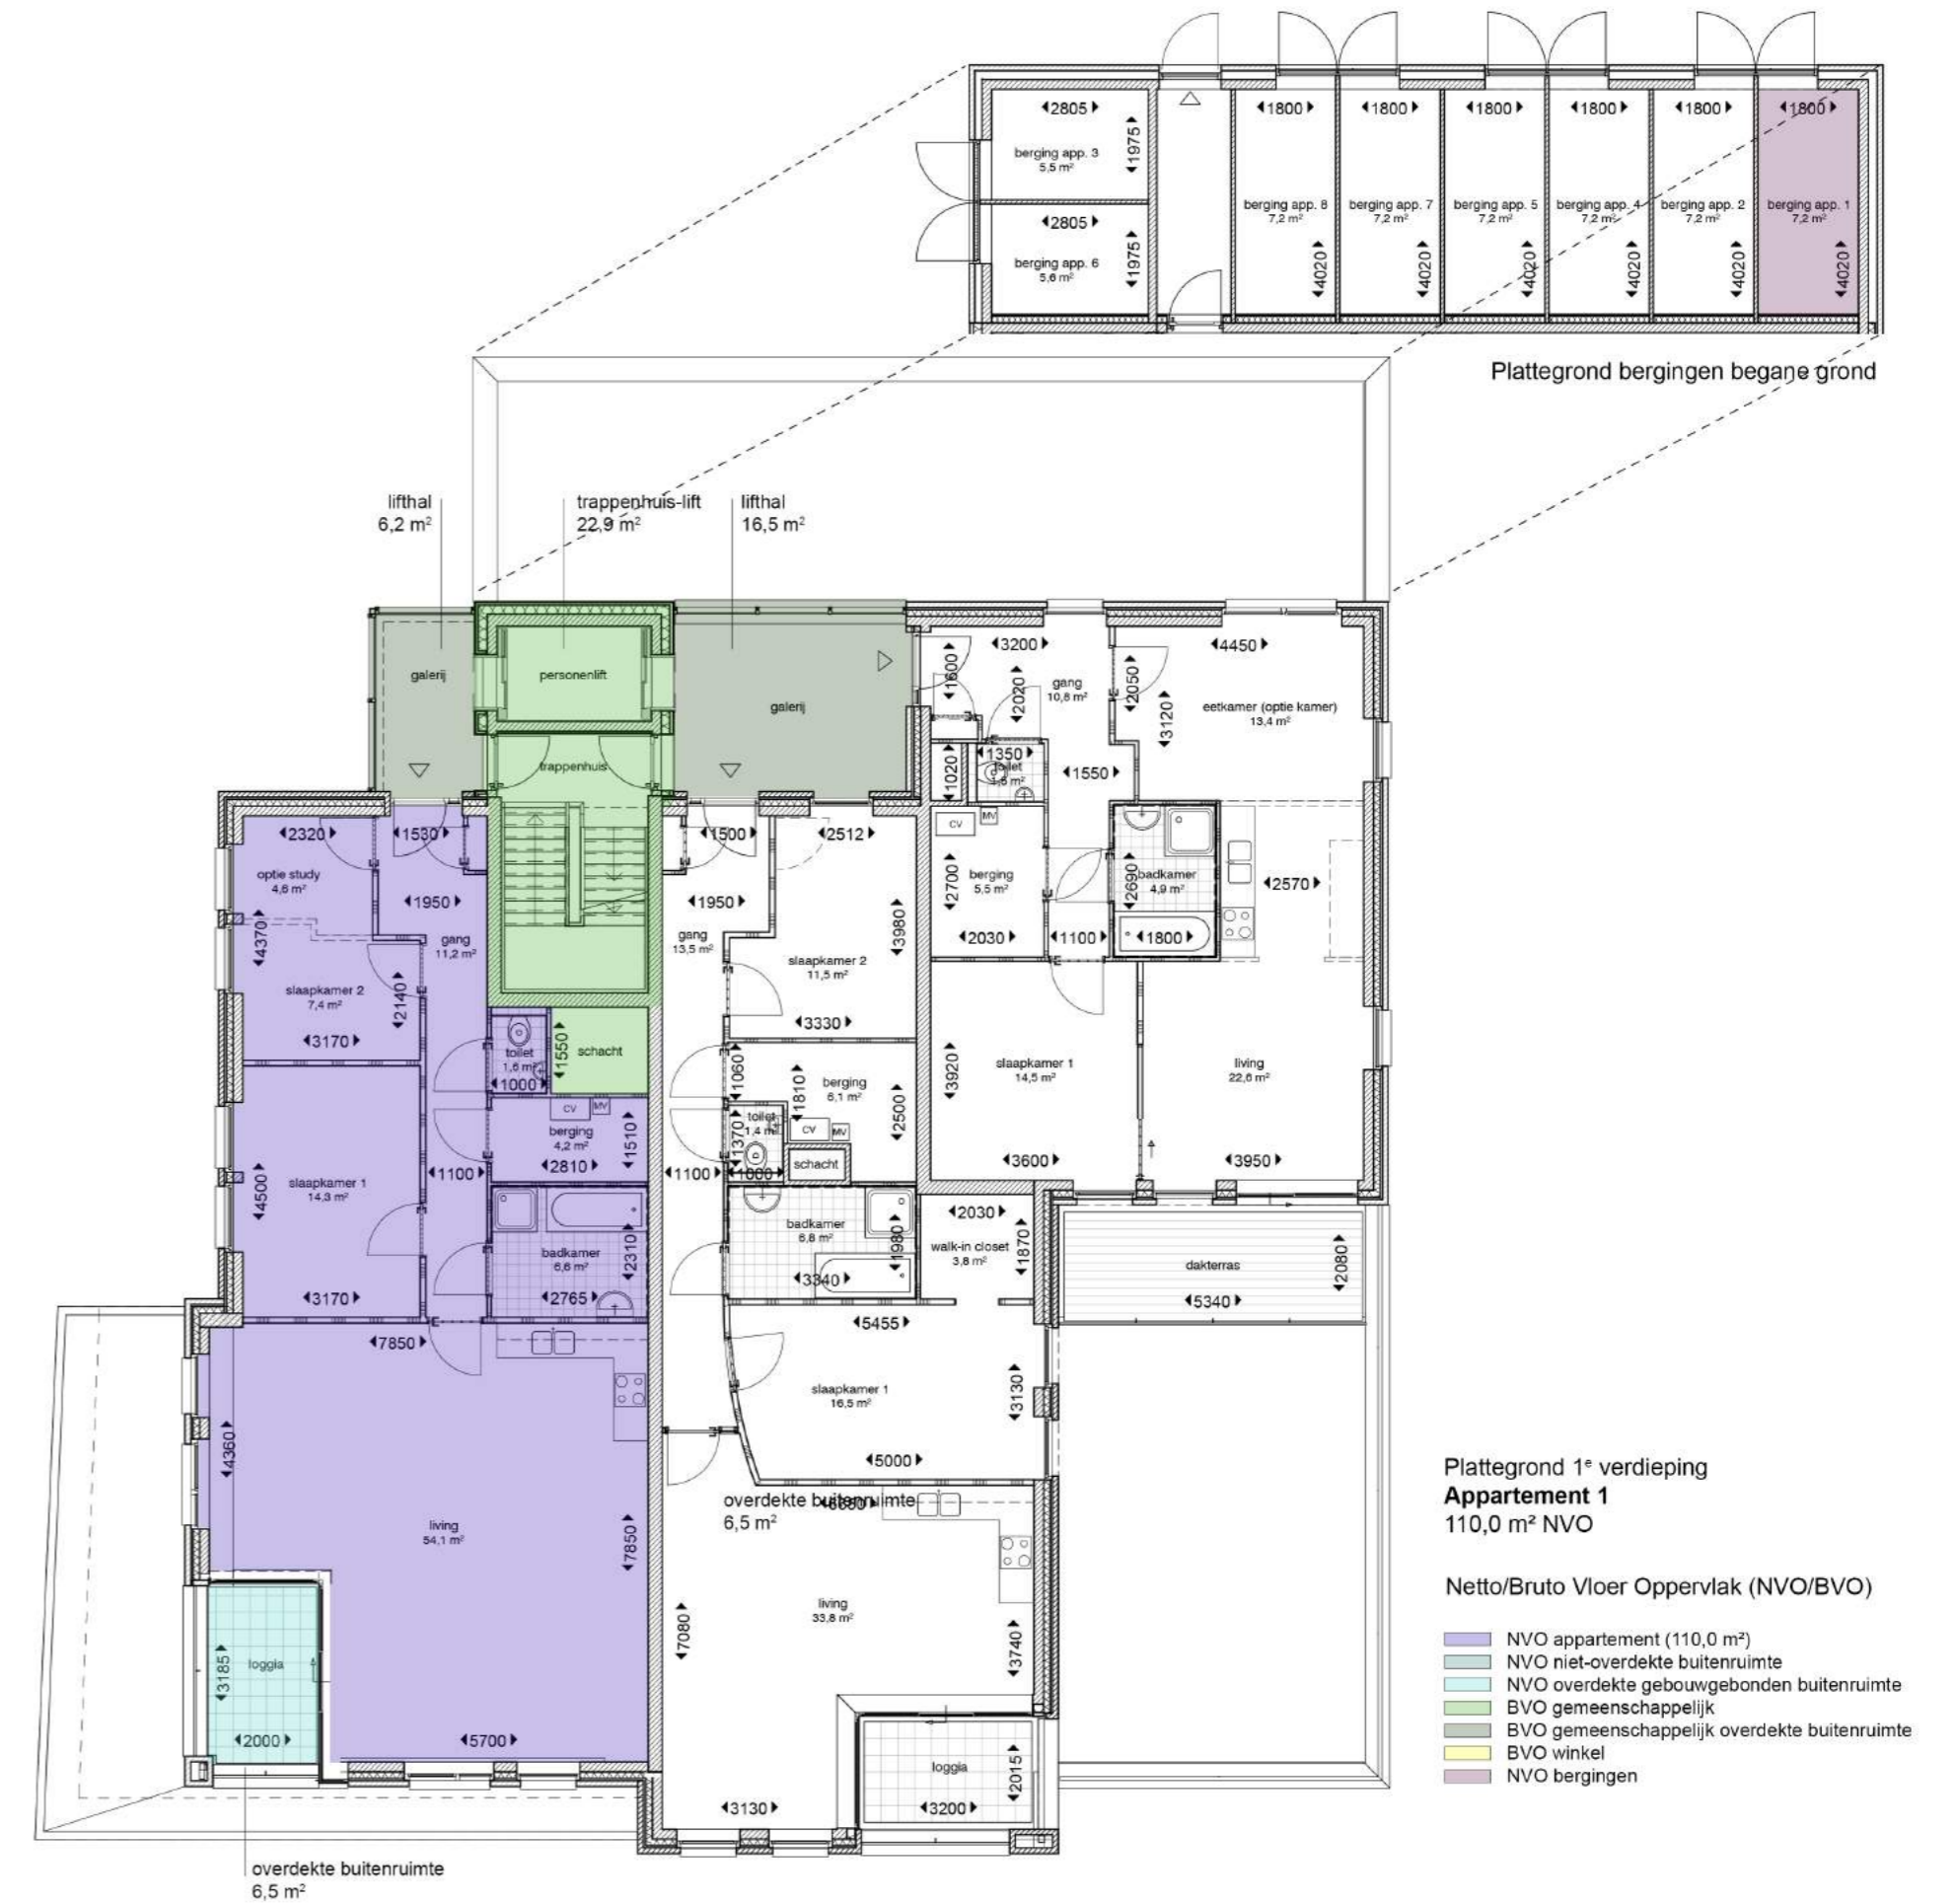 ◂2805▸
◂1800▸
◂1800▸
◂1800▸
◂1800▸
◂1800▸
◂1800▸
berging app. 3
5,5 m²
◂1975▸
◂2805▸
berging app. 6
5,6 m²
◂1975▸
berging app. 8
7,2 m²
berging app. 7
7,2 m²
berging app. 5
7,2 m²
berging app. 4
7,2 m²
berging app. 2
7,2 m²
berging app. 1
7,2 m²
◂4020▸
◂4020▸
◂4020▸
◂4020▸
◂4020▸
◂4020▸
Plattegrond bergingen begane grond
lifthal
6,2 m²
trappenhuis-lift
22,9 m²
lifthal
16,5 m²
galerij
personenlift
galerij
trappenhuis
◂3200▸
◂1600▸
◂2020▸
gang
10,8 m²
◂2050▸
◂4450▸
◂3120▸
eetkamer (optie kamer)
13,4 m²
◂1020▸
◂1350▸
toilet
1,6 m²
◂1550▸
◂2320▸
◂1530▸
optie study
4,6 m²
◂1950▸
◂4370▸
gang
11,2 m²
slaapkamer 2
7,4 m²
◂2140▸
◂3170▸
◂1500▸
◂2512▸
◂1950▸
gang
13,5 m²
◂3980▸
slaapkamer 2
11,5 m²
◂3330▸
CV
MV
berging
5,5 m²
◂2700▸
◂2030▸
◂1100▸
badkamer
4,9 m²
◂2690▸
◂1800▸
◂2570▸
toilet
1,6 m²
◂1000▸
◂1550▸
schacht
◂1060▸
◂1810▸
berging
6,1 m²
◂2500▸
toilet
1,4 m²
◂1370▸
◂1000▸
CV
MV
schacht
◂3920▸
slaapkamer 1
14,5 m²
◂3600▸
living
22,6 m²
◂3950▸
CV
MV
berging
4,2 m²
◂1510▸
◂2810▸
◂4500▸
slaapkamer 1
14,3 m²
◂1100▸
◂3170▸
badkamer
6,6 m²
◂2310▸
◂2765▸
◂1100▸
badkamer
6,8 m²
◂1980▸
◂3340▸
◂2030▸
walk-in closet
3,8 m²
◂1870▸
dakterras
◂2080▸
◂5340▸
◂7850▸
◂5455▸
slaapkamer 1
16,5 m²
◂3130▸
◂5000▸
◂4360▸
living
54,1 m²
◂7850▸
overdekte buitenruimte
6,5 m²
living
33,8 m²
◂7080▸
◂3740▸
◂3185▸
loggia
◂2000▸
◂5700▸
loggia
◂2015▸
◂3130▸
◂3200▸
overdekte buitenruimte
6,5 m²
Plattegrond 1ᵉ verdieping
Appartement 1
110,0 m² NVO
Netto/Bruto Vloer Oppervlak (NVO/BVO)
NVO appartement (110,0 m²)
NVO niet-overdekte buitenruimte
NVO overdekte gebouwgebonden buitenruimte
BVO gemeenschappelijk
BVO gemeenschappelijk overdekte buitenruimte
BVO winkel
NVO bergingen